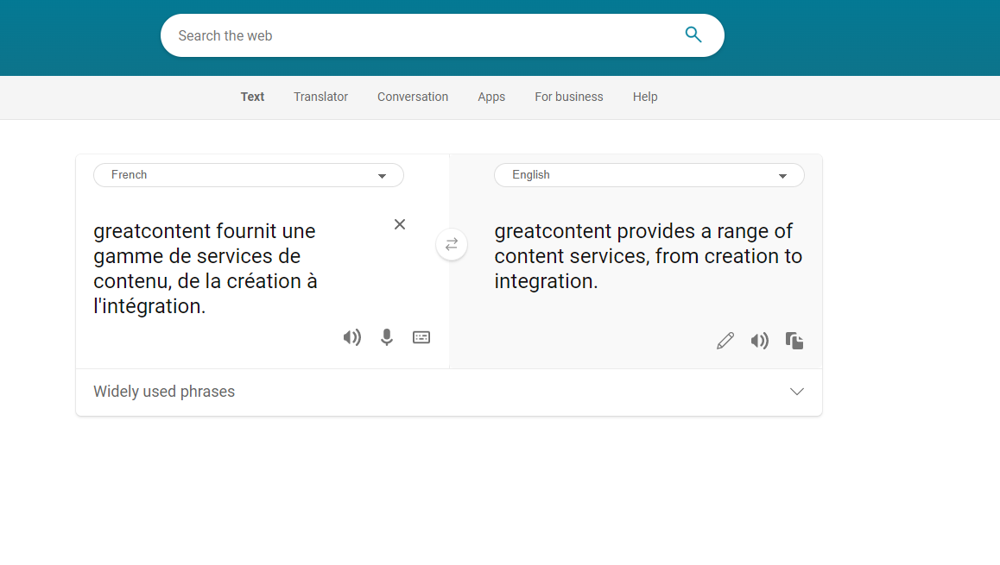 Search the web
Text Translator Conversation Apps For business Help
French
English
greatcontent fournit une
gamme de services de
contenu, de la création à
l'intégration.
greatcontent provides a range of
content services, from creation to
integration.
Widely used phrases